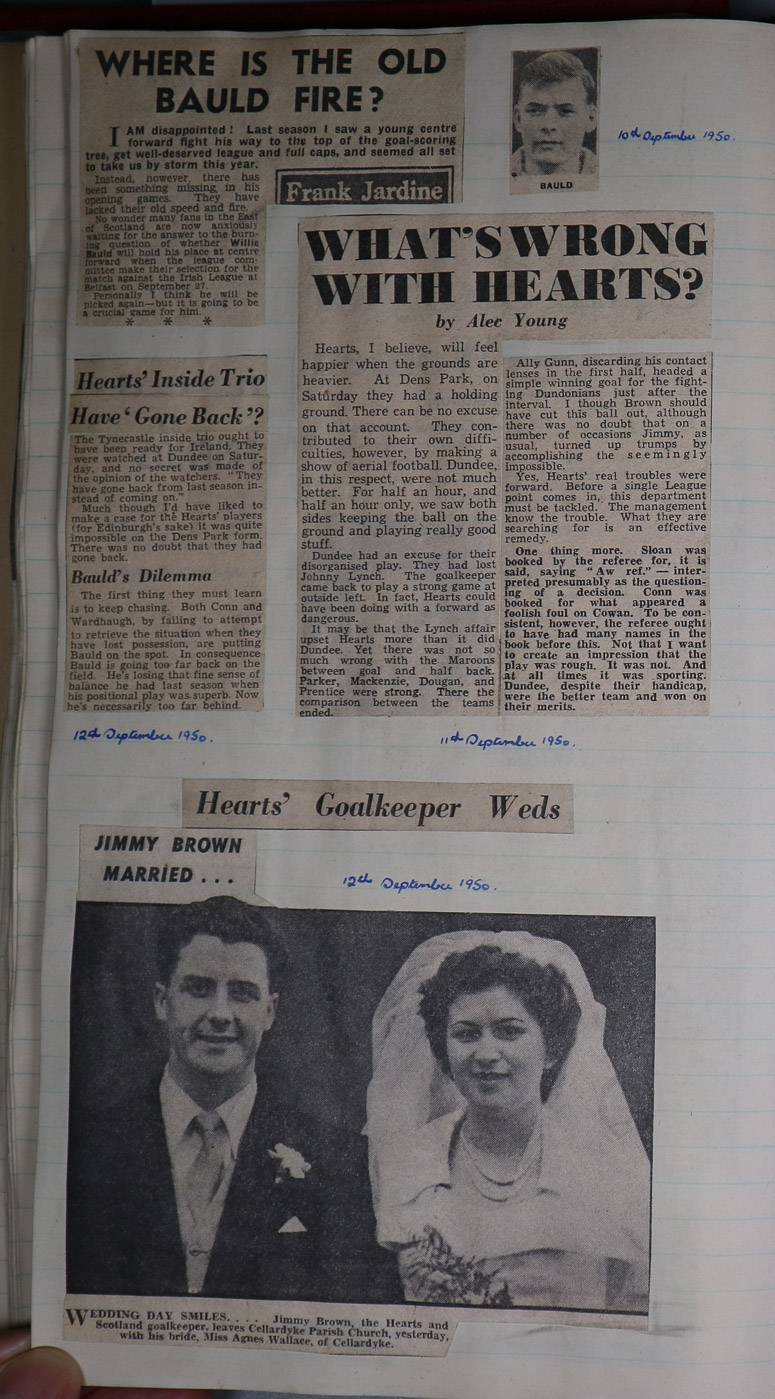 WHERE IS THE OLD
BAULD FIRE?
I AM disappointed! Last season I saw a young centre
forward fight his way to the top of the goal-scoring
tree, get well-deserved league and full caps, and seemed all set
to take us by storm this year.
Instead, however, there has
been something missing in his
opening games. They have
lacked their old speed and fire.
No wonder many fans in the East
of Scotland are now anxiously
waiting for the answer to the burn-
ing question of whether Willie
Bauld will hold his place at centre
forward when the league com-
mittee make their selection for the
match against the Irish League at
Belfast on September 27.
Personally I think he will be
picked again—but it is going to be
a crucial game for him.
* * *
Frank Jardine
BAULD
10th September 1950.
Hearts' Inside Trio
Have 'Gone Back'?
The Tynecastle inside trio ought to
have been ready for Ireland. They
were watched at Dundee on Satur-
day, and no secret was made of
the opinion of the watchers. "They
have gone back from last season in-
stead of coming on."
Much though I'd have liked to
make a case for the Hearts' players
(for Edinburgh's sake) it was quite
impossible on the Dens Park form.
There was no doubt that they had
gone back.
Bauld's Dilemma
The first thing they must learn
is to keep chasing. Both Conn and
Wardhaugh, by failing to attempt
to retrieve the situation when they
have lost possession, are putting
Bauld on the spot. In consequence
Bauld is going too far back on the
field. He's losing that fine sense of
balance he had last season when
his positional play was superb. Now
he's necessarily too far behind.
12th September 1950.
WHAT'S WRONG
WITH HEARTS?
by Alec Young
Hearts, I believe, will feel
happier when the grounds are
heavier. At Dens Park, on
Saturday they had a holding
ground. There can be no excuse
on that account. They con-
tributed to their own diffi-
culties, however, by making a
show of aerial football. Dundee,
in this respect, were not much
better. For half an hour, and
half an hour only, we saw both
sides keeping the ball on the
ground and playing really good
stuff.
Dundee had an excuse for their
disorganised play. They had lost
Johnny Lynch. The goalkeeper
came back to play a strong game at
outside left. In fact, Hearts could
have been doing with a forward as
dangerous.
It may be that the Lynch affair
upset Hearts more than it did
Dundee. Yet there was not so
much wrong with the Maroons
between goal and half back.
Parker, Mackenzie, Dougan, and
Prentice were strong. There the
comparison between the teams
ended.
Ally Gunn, discarding his contact
lenses in the first half, headed a
simple winning goal for the fight-
ing Dundonians just after the
interval. I though Brown should
have cut this ball out, although
there was no doubt that on a
number of occasions Jimmy, as
usual, turned up trumps by
accomplishing the seemingly
impossible.
Yes, Hearts' real troubles were
forward. Before a single League
point comes in, this department
must be tackled. The management
know the trouble. What they are
searching for is an effective
remedy.
One thing more. Sloan was
booked by the referee for, it is
said, saying "Aw ref." — inter-
preted presumably as the question-
ing of a decision. Conn was
booked for what appeared a
foolish foul on Cowan. To be con-
sistent, however, the referee ought
to have had many names in the
book before this. Not that I want
to create an impression that the
play was rough. It was not. And
at all times it was sporting.
Dundee, despite their handicap,
were the better team and won on
their merits.
11th September 1950.
Hearts' Goalkeeper Weds
JIMMY BROWN
MARRIED . . .
12th September 1950.
WEDDING DAY SMILES. . . . Jimmy Brown, the Hearts and
Scotland goalkeeper, leaves Cellardyke Parish Church, yesterday,
with his bride, Miss Agnes Wallace, of Cellardyke.